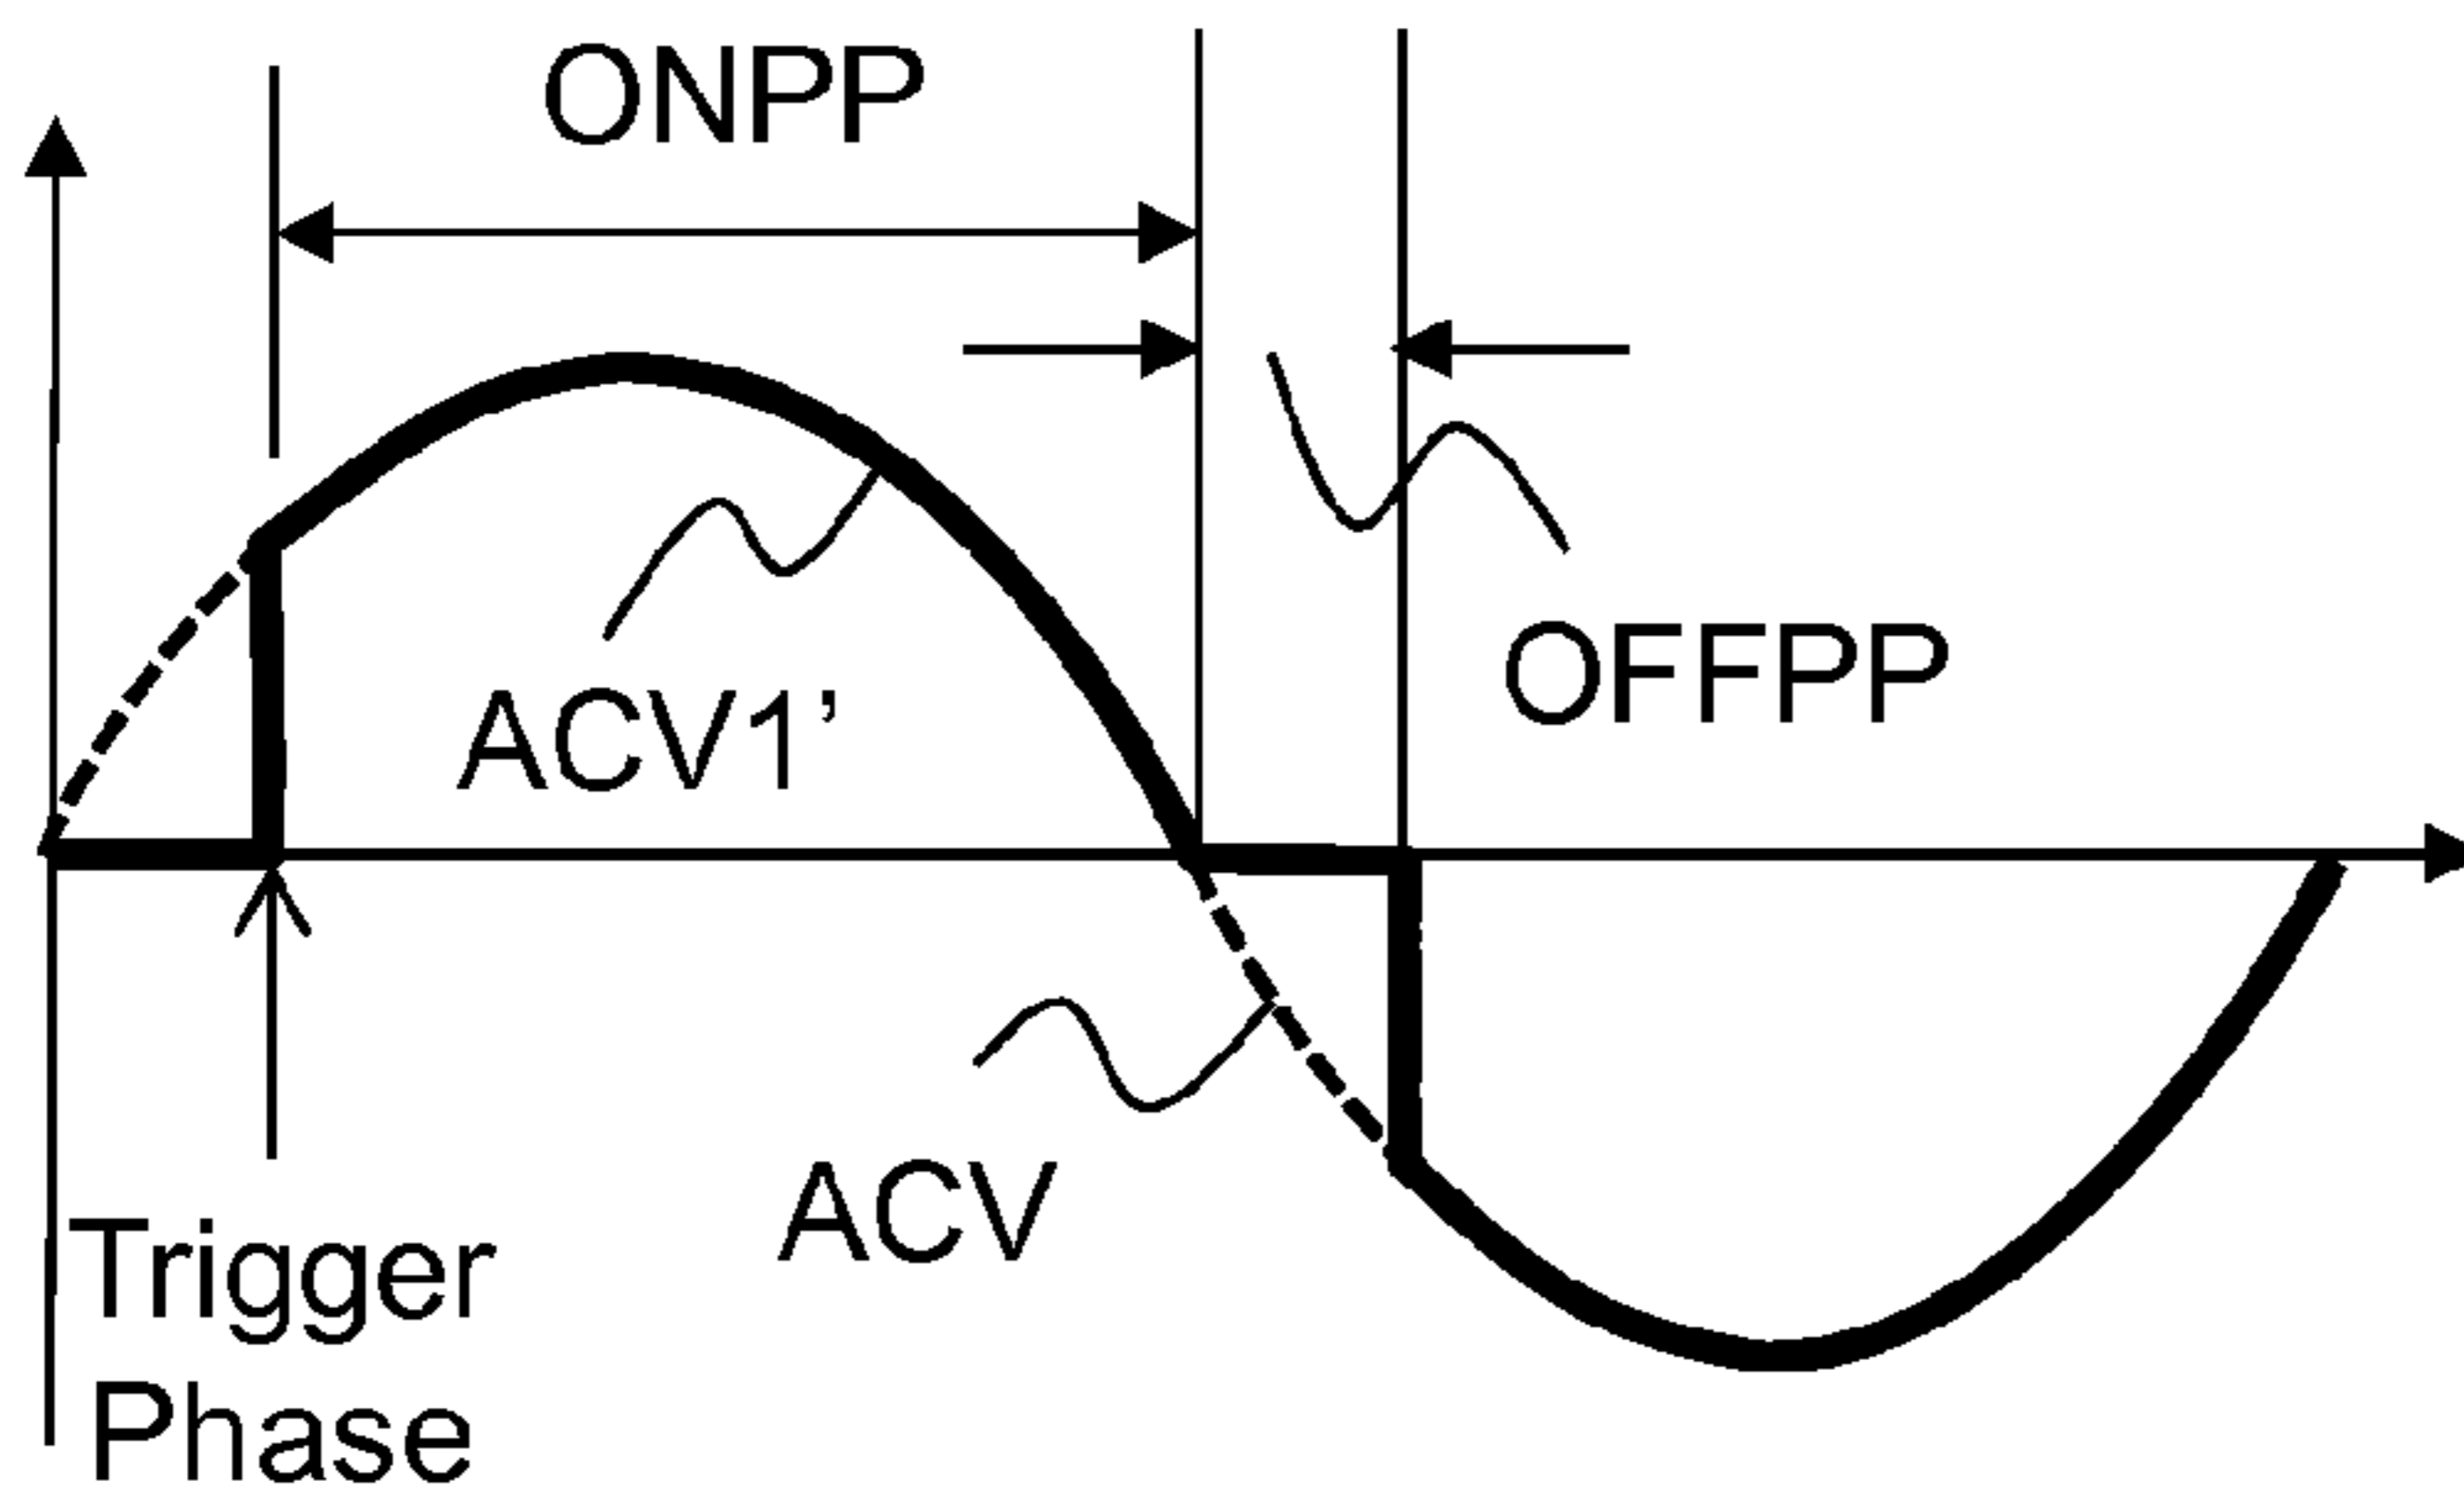 ONPP
OFFPP
ACV1’
ACV
Trigger
Phase